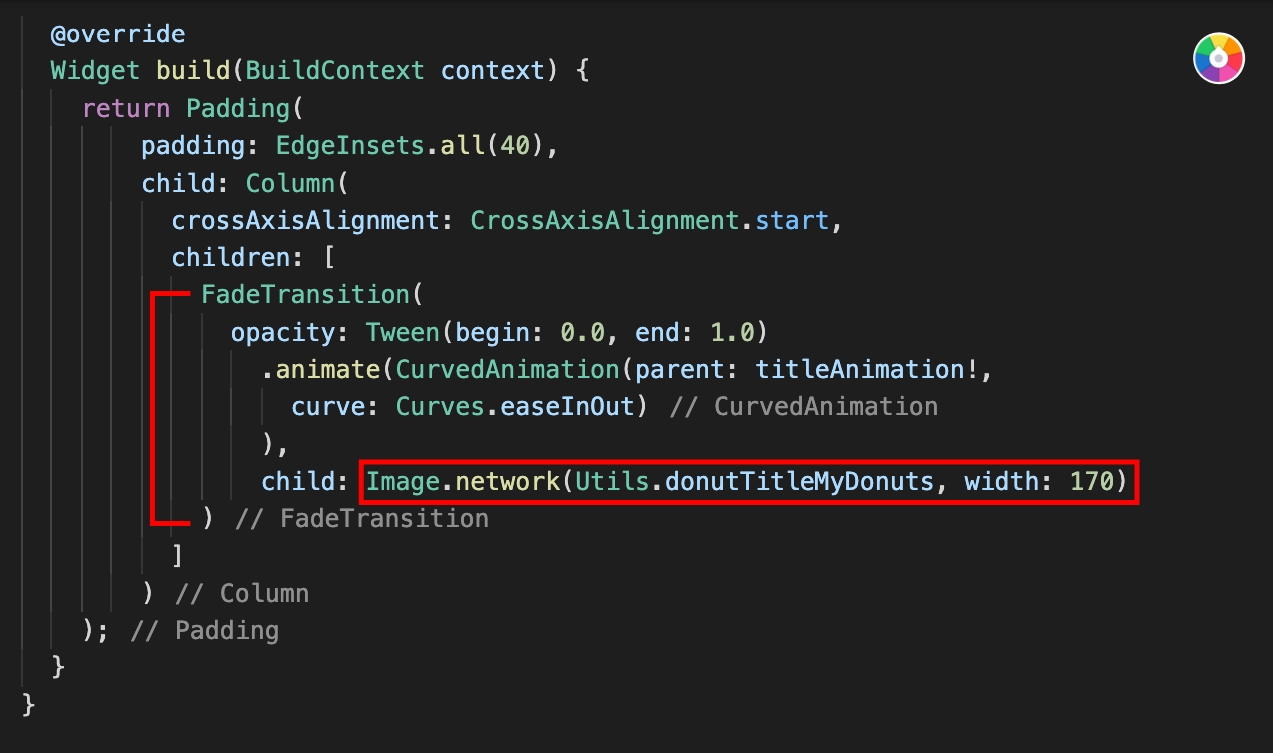 @override
Widget build(BuildContext context) {
return Padding(
padding: EdgeInsets.all(40),
child: Column(
crossAxisAlignment: CrossAxisAlignment.start,
children: [
FadeTransition(
opacity: Tween(begin: 0.0, end: 1.0)
.animate(CurvedAnimation(parent: titleAnimation!,
curve: Curves.easeInOut) // CurvedAnimation
),
child: Image.network(Utils.donutTitleMyDonuts, width: 170)
) // FadeTransition
]
) // Column
); // Padding
}
}